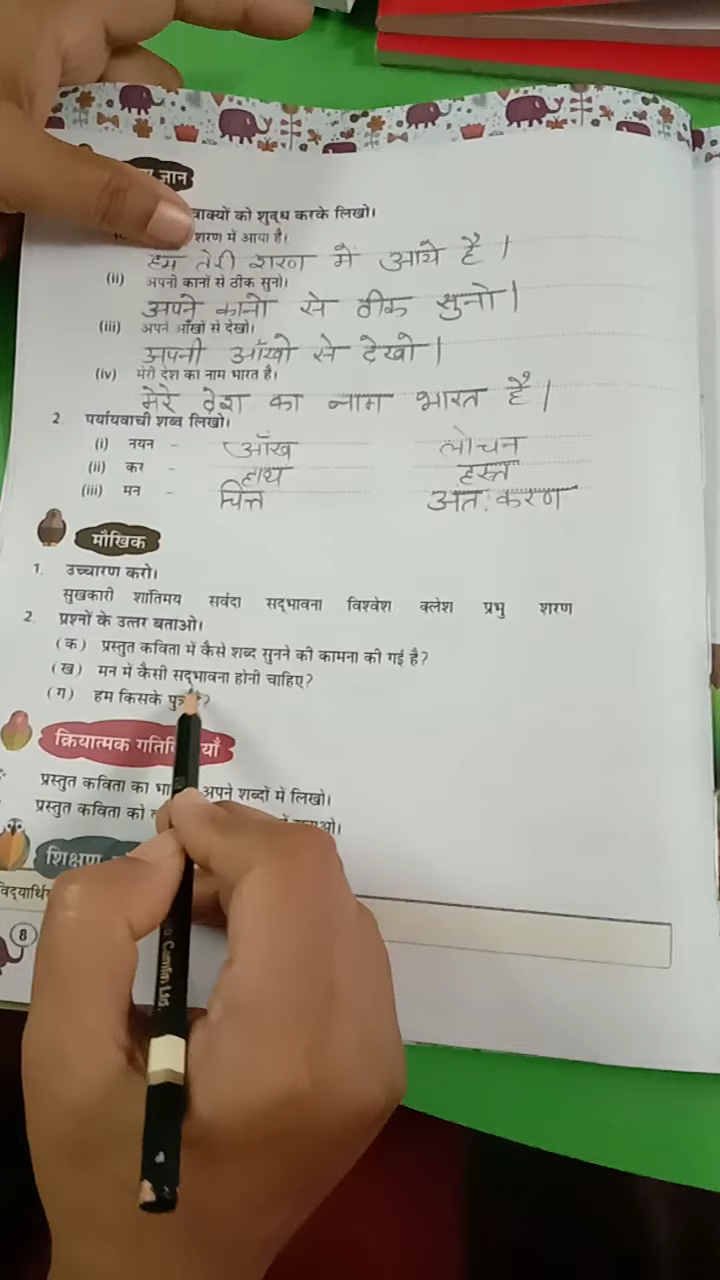 ज्ञान
वाक्यों को शुद्ध करके लिखो।
शरण में आया है।
हम तेरी शरण में आये है ।
(ii) अपनी कानों से ठीक सुनो।
अपने कानो से ठीक सुनो ।
(iii) अपने आँखों से देखो।
अपनी आँखो से देखो ।
(iv) मेरी देश का नाम भारत है।
मेरे देश का नाम भारत है ।
2. पर्यायवाची शब्द लिखो।
(i) नयन - आँख लोचन
(ii) कर - हाथ हस्त
(iii) मन - चित्त अतः करण
मौखिक
1. उच्चारण करो।
सुखकारी शांतिमय सर्वदा सद्भावना विश्वेश क्लेश प्रभु शरण
2. प्रश्नों के उत्तर बताओ।
(क) प्रस्तुत कविता में कैसे शब्द सुनने की कामना की गई है?
(ख) मन में कैसी सद्भावना होनी चाहिए?
(ग) हम किसके पुत्र ?
क्रियात्मक
प्रस्तुत कविता का अपने शब्दों में लिखो।
प्रस्तुत कविता को
शिक्षण
8